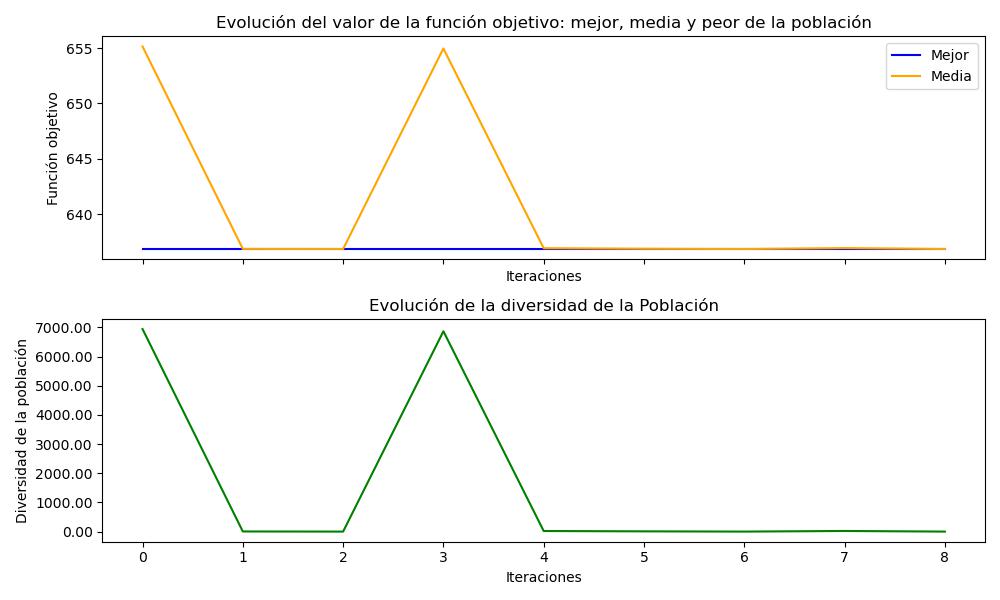 Evolución del valor de la función objetivo: mejor, media y peor de la población
655
650
645
640
Función objetivo
Mejor
Media
Iteraciones
Evolución de la diversidad de la Población
7000.00
6000.00
5000.00
4000.00
3000.00
2000.00
1000.00
0.00
Diversidad de la población
0 1 2 3 4 5 6 7 8
Iteraciones